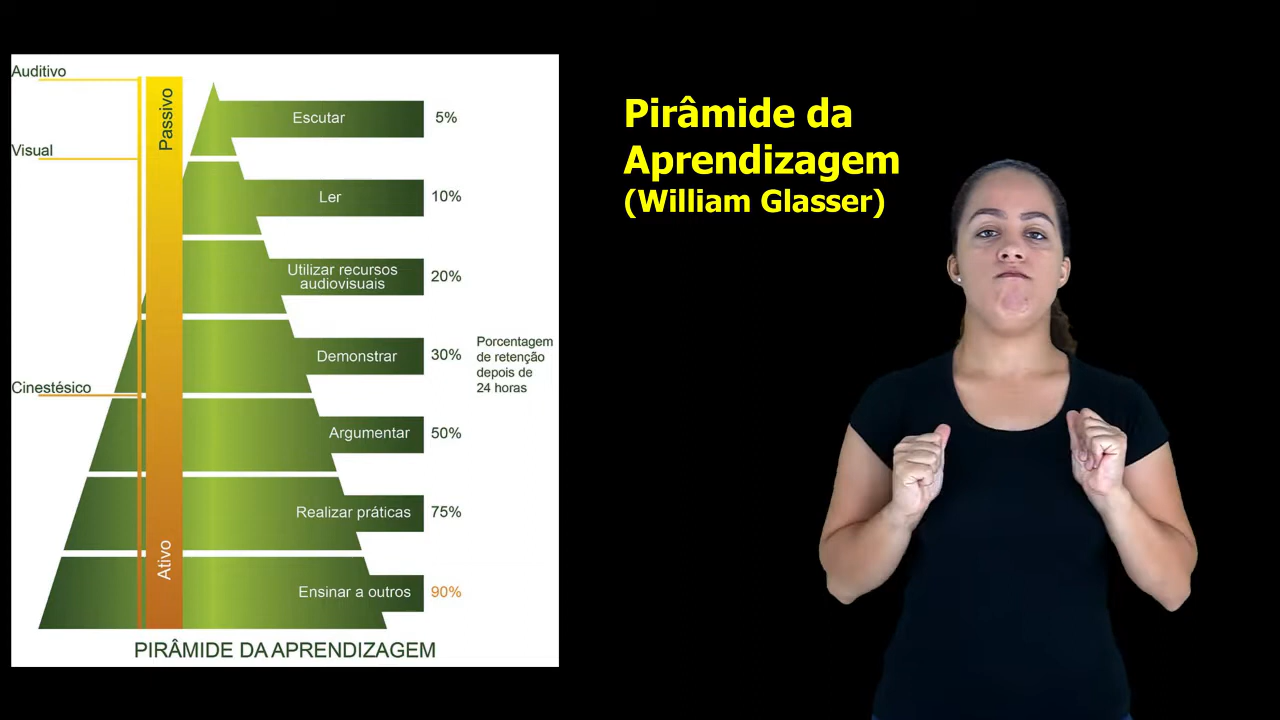 Auditivo
Visual
Cinestésico
Passivo
Ativo
Escutar 5%
Ler 10%
Utilizar recursos
audiovisuais 20%
Demonstrar 30%
Argumentar 50%
Realizar práticas 75%
Ensinar a outros 90%
Porcentagem
de retenção
depois de
24 horas
PIRÂMIDE DA APRENDIZAGEM
Pirâmide da
Aprendizagem
(William Glasser)